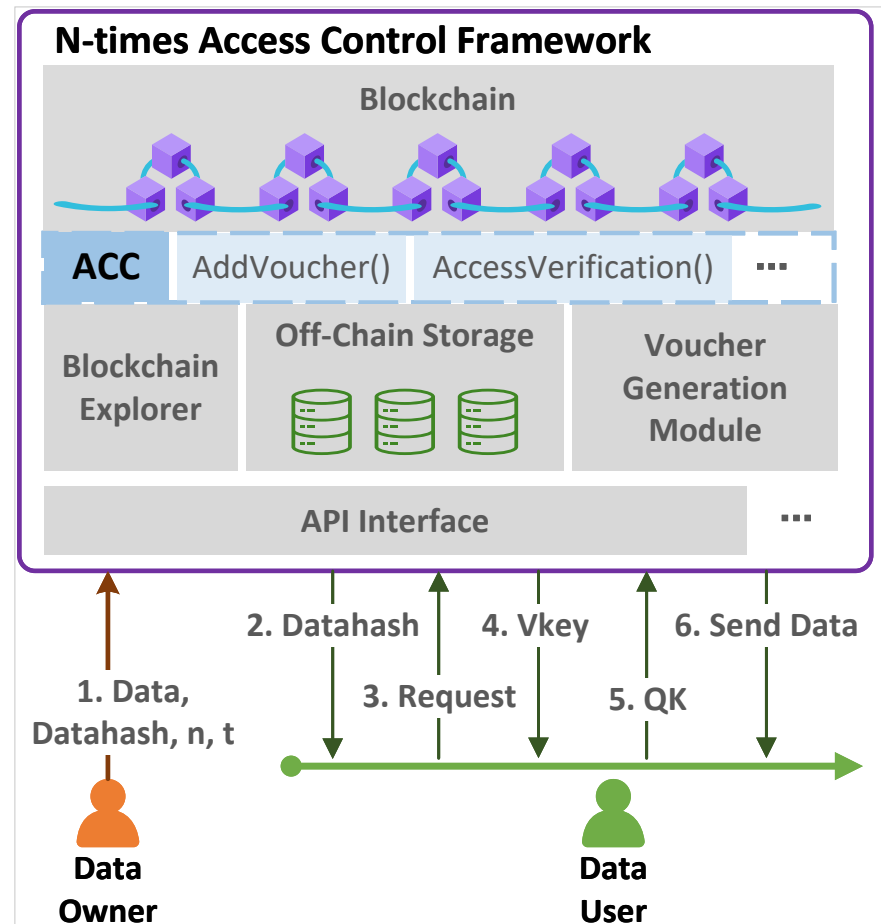 N-times Access Control Framework
Blockchain
ACC
AddVoucher()
AccessVerification()
...
Blockchain
Explorer
Off-Chain Storage
Voucher
Generation
Module
API Interface
...
1. Data,
Datahash, n, t
2. Datahash
3. Request
4. Vkey
5. QK
6. Send Data
Data
Owner
Data
User